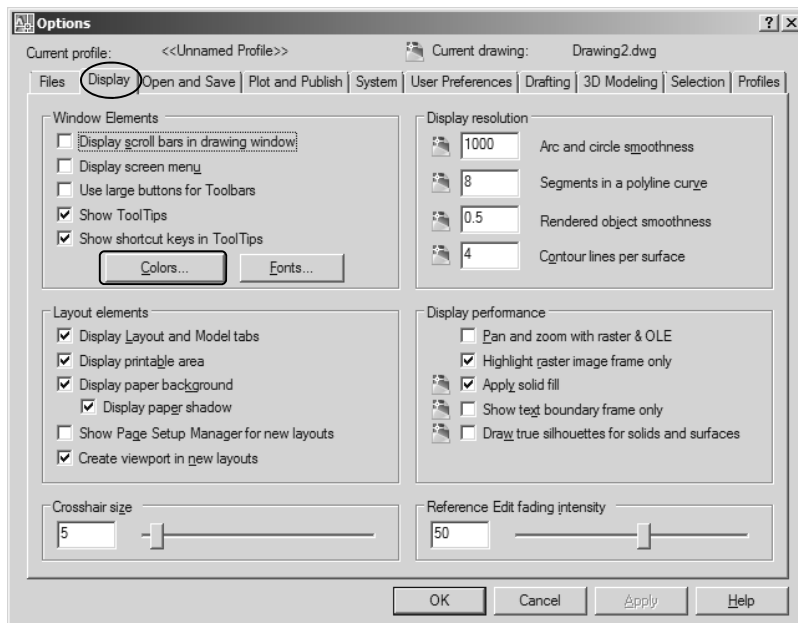 Options
Current profile: <<Unnamed Profile>> Current drawing: Drawing2.dwg
Files Display Open and Save Plot and Publish System User Preferences Drafting 3D Modeling Selection Profiles
Window Elements
Display scroll bars in drawing window
Display screen menu
Use large buttons for Toolbars
Show ToolTips
Show shortcut keys in ToolTips
Colors... Fonts...
Display resolution
1000 Arc and circle smoothness
8 Segments in a polyline curve
0.5 Rendered object smoothness
4 Contour lines per surface
Layout elements
Display Layout and Model tabs
Display printable area
Display paper background
Display paper shadow
Show Page Setup Manager for new layouts
Create viewport in new layouts
Display performance
Pan and zoom with raster & OLE
Highlight raster image frame only
Apply solid fill
Show text boundary frame only
Draw true silhouettes for solids and surfaces
Crosshair size
5
Reference Edit fading intensity
50
OK Cancel Apply Help